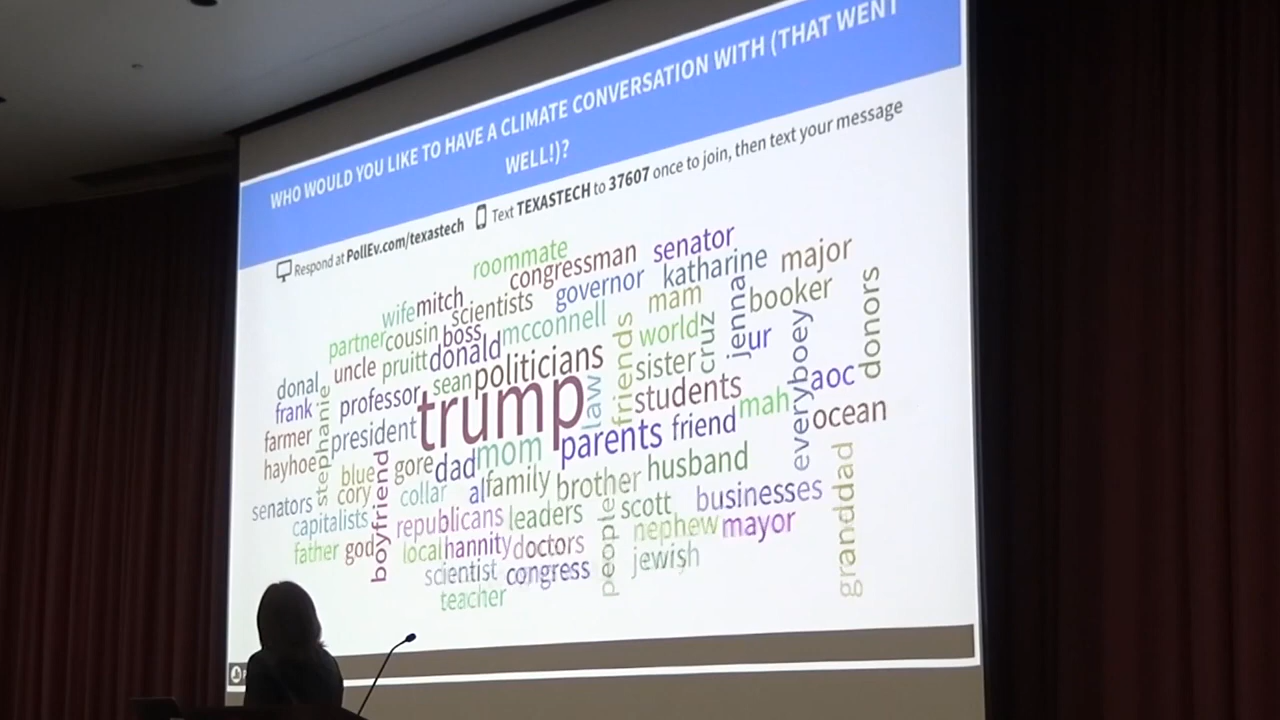 WHO WOULD YOU LIKE TO HAVE A CLIMATE CONVERSATION WITH (THAT WENT
WELL!)?
Respond at PollEv.com/texastech Text TEXASTECH to 37607 once to join, then text your message
roommate
congressman
senator
wife
mitch
scientists
governor
katharine
major
partner
cousin
boss
mcconnell
mam
world
cruz
jenna
booker
donors
donal
uncle
pruitt
donald
politicians
friends
sister
jur
everyboey
aoc
frank
stephanie
professor
sean
trump
law
students
mah
ocean
farmer
president
mom
parents
friend
hayhoe
blue
boyfriend
gore
dad
family
brother
husband
senators
cory
collar
al
people
scott
businesses
granddad
capitalists
republicans
leaders
nephew
mayor
father
god
local
hannity
doctors
jewish
scientist
congress
teacher